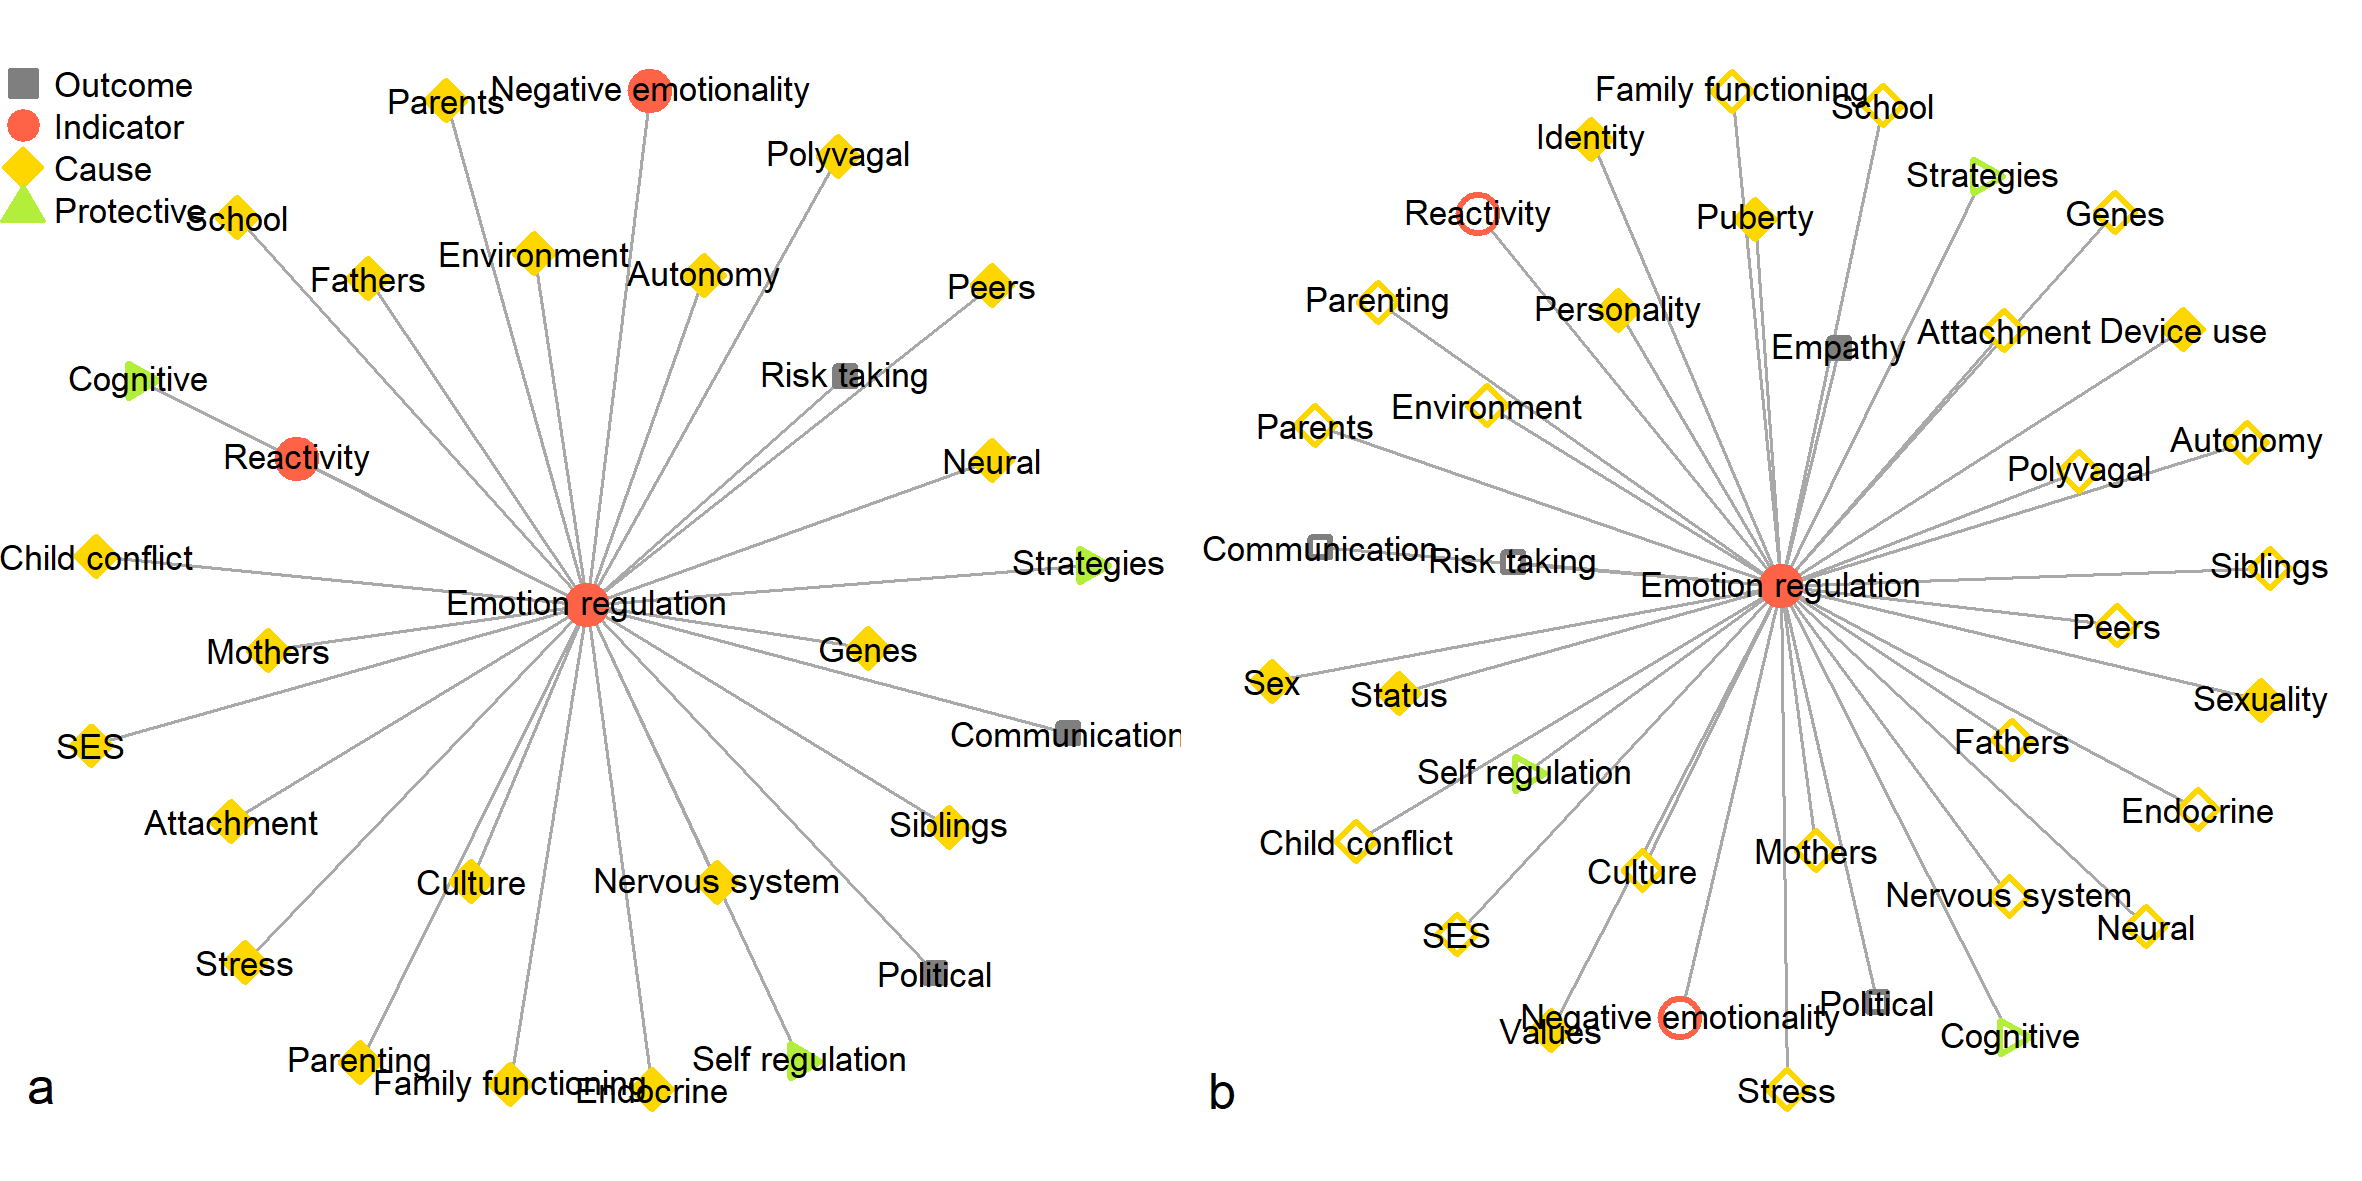 Outcome
Indicator
Cause
Protective
Parents
Negative emotionality
Polyvagal
School
Environment
Fathers
Autonomy
Peers
Risk taking
Cognitive
Reactivity
Neural
Child conflict
Strategies
Emotion regulation
Mothers
Genes
SES
Communication
Attachment
Siblings
Culture
Nervous system
Stress
Political
Parenting
Family functioning
Endocrine
Self regulation
a
Family functioning
School
Identity
Strategies
Reactivity
Puberty
Genes
Parenting
Personality
Empathy
Attachment
Device use
Environment
Parents
Autonomy
Polyvagal
Communication
Risk taking
Emotion regulation
Siblings
Peers
Sex
Status
Sexuality
Fathers
Self regulation
Endocrine
Child conflict
Culture
Mothers
Nervous system
SES
Neural
Values
Negative emotionality
Political
Cognitive
Stress
b